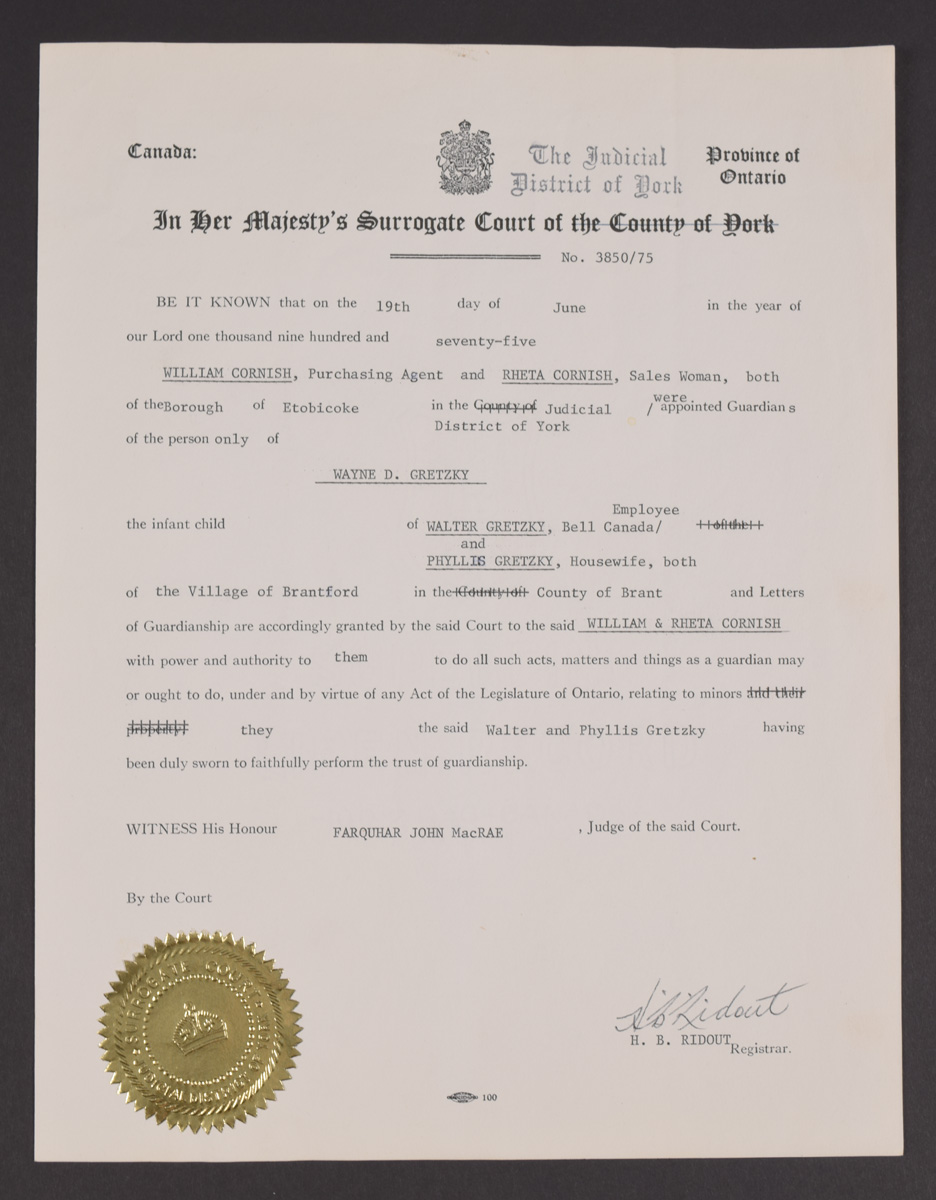 Canada:
The Judicial
District of York
Province of
Ontario
In Her Majesty's Surrogate Court of the County of York
No. 3850/75
BE IT KNOWN that on the 19th day of June in the year of
our Lord one thousand nine hundred and seventy-five
WILLIAM CORNISH, Purchasing Agent and RHETA CORNISH, Sales Woman, both
of the Borough of Etobicoke in the County of Judicial / were appointed Guardians
District of York
of the person only of
WAYNE D. GRETZKY
Employee
the infant child of WALTER GRETZKY, Bell Canada/ of the
and
PHYLLIS GRETZKY, Housewife, both
of the Village of Brantford in the County of County of Brant and Letters
of Guardianship are accordingly granted by the said Court to the said WILLIAM & RHETA CORNISH
with power and authority to them to do all such acts, matters and things as a guardian may
or ought to do, under and by virtue of any Act of the Legislature of Ontario, relating to minors and their
property, they the said Walter and Phyllis Gretzky having
been duly sworn to faithfully perform the trust of guardianship.
WITNESS His Honour FARQUHAR JOHN MacRAE , Judge of the said Court.
By the Court
SURROGATE COURT
JUDICIAL DISTRICT
H B Ridout
H. B. RIDOUT
Registrar.
100